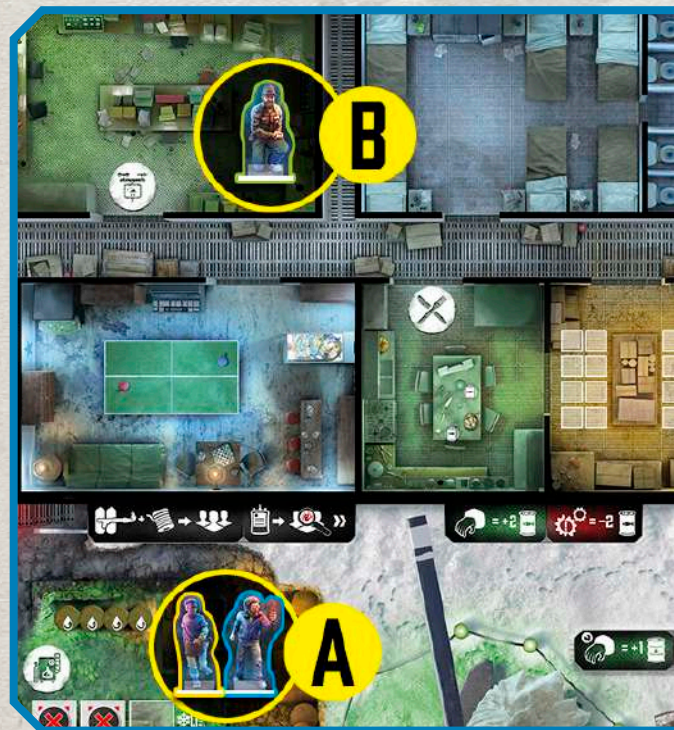 B
= +2
= -2
A
= +1